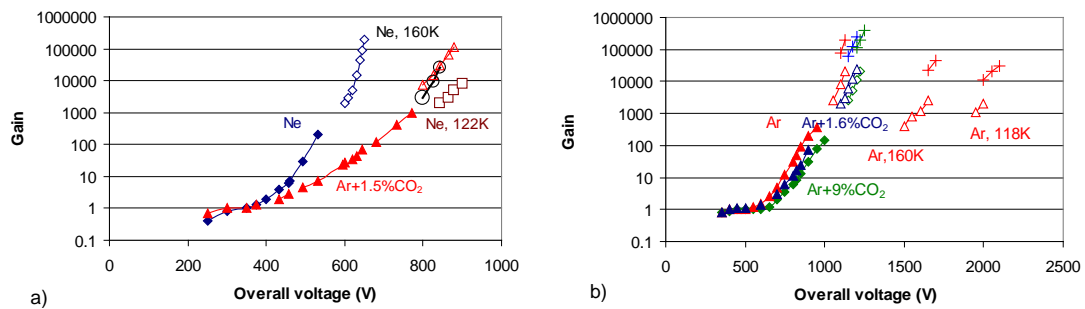 1000000
100000
10000
1000
100
10
1
0.1
Gain
0
200
400
600
800
1000
Overall voltage (V)
a)
Ne, 160K
Ne, 122K
Ne
Ar+1.5%CO2
1000000
100000
10000
1000
100
10
1
0.1
Gain
0
500
1000
1500
2000
2500
Overall voltage (V)
b)
Ar
Ar+1.6%CO2
Ar,160K
Ar, 118K
Ar+9%CO2